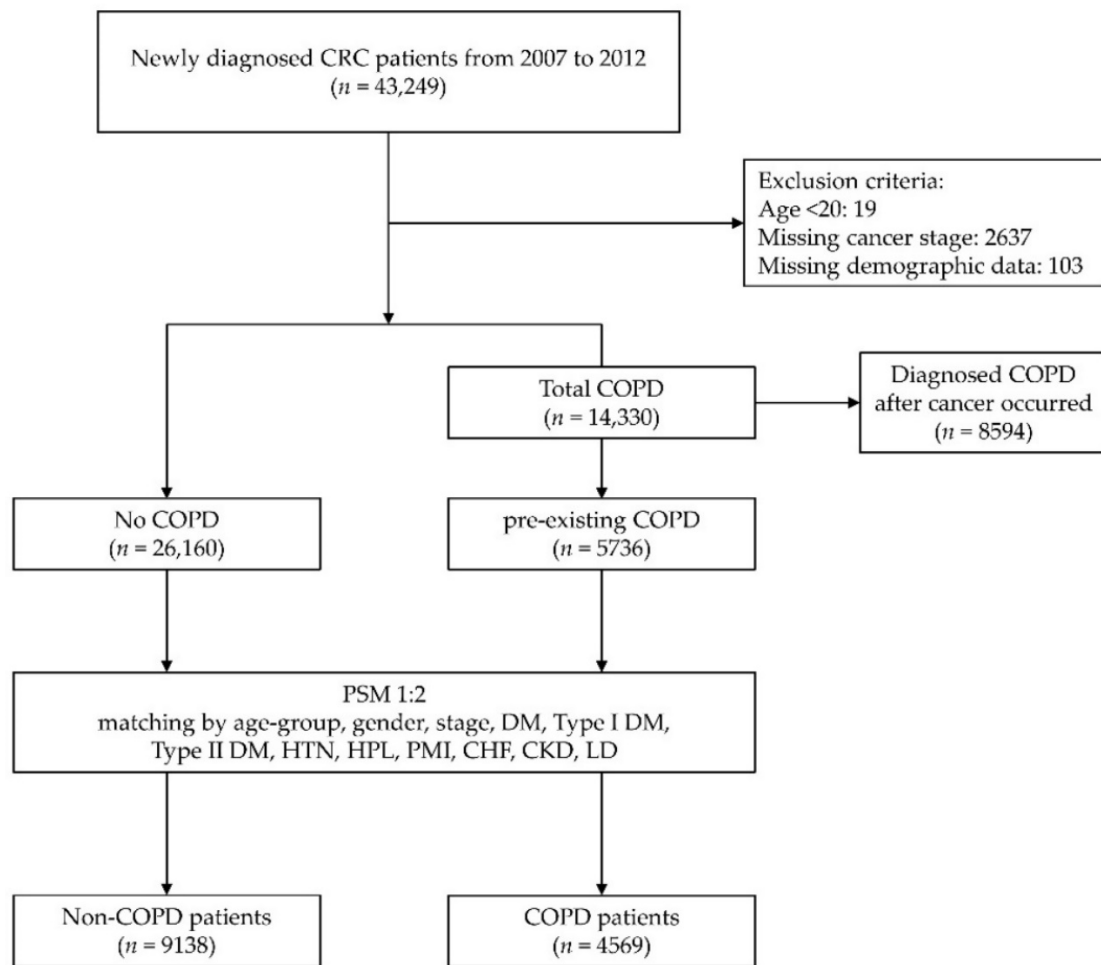 Newly diagnosed CRC patients from 2007 to 2012
(n = 43,249)
Exclusion criteria:
Age <20: 19
Missing cancer stage: 2637
Missing demographic data: 103
Total COPD
(n = 14,330)
Diagnosed COPD
after cancer occurred
(n = 8594)
No COPD
(n = 26,160)
pre-existing COPD
(n = 5736)
PSM 1:2
matching by age-group, gender, stage, DM, Type I DM,
Type II DM, HTN, HPL, PMI, CHF, CKD, LD
Non-COPD patients
(n = 9138)
COPD patients
(n = 4569)